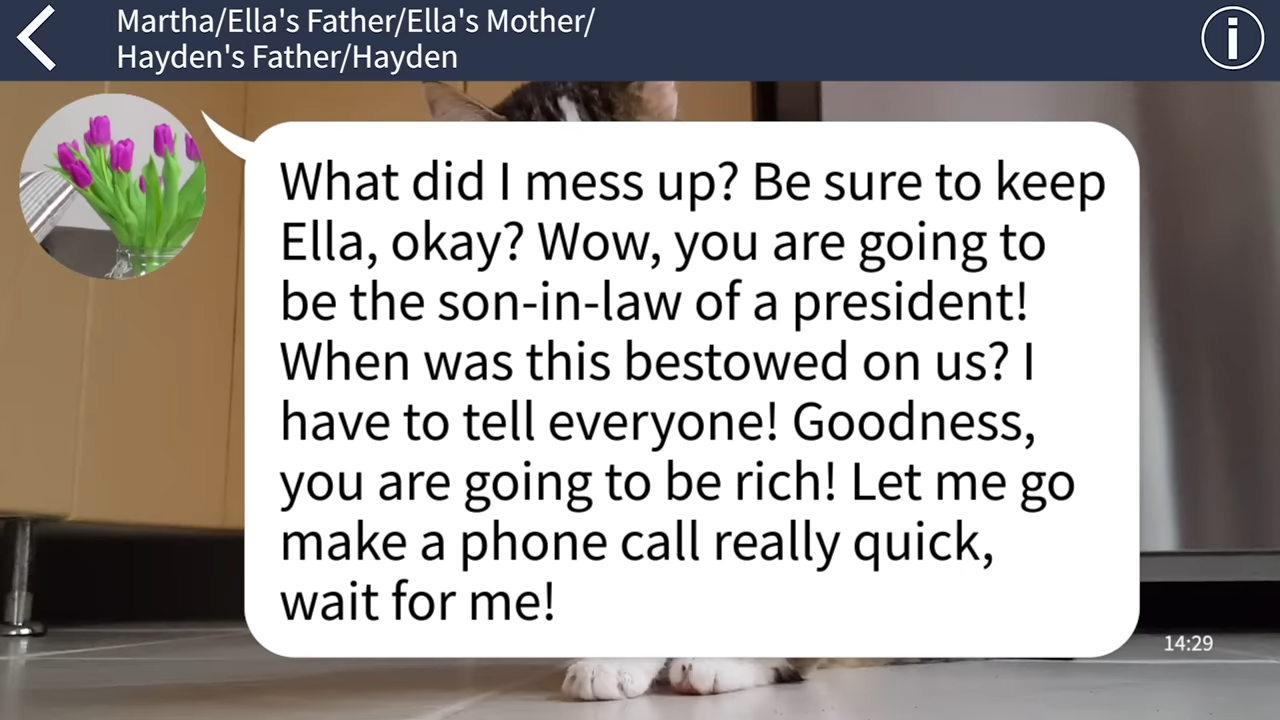 Martha/Ella's Father/Ella's Mother/
Hayden's Father/Hayden
What did I mess up? Be sure to keep
Ella, okay? Wow, you are going to
be the son-in-law of a president!
When was this bestowed on us? I
have to tell everyone! Goodness,
you are going to be rich! Let me go
make a phone call really quick,
wait for me!
14:29